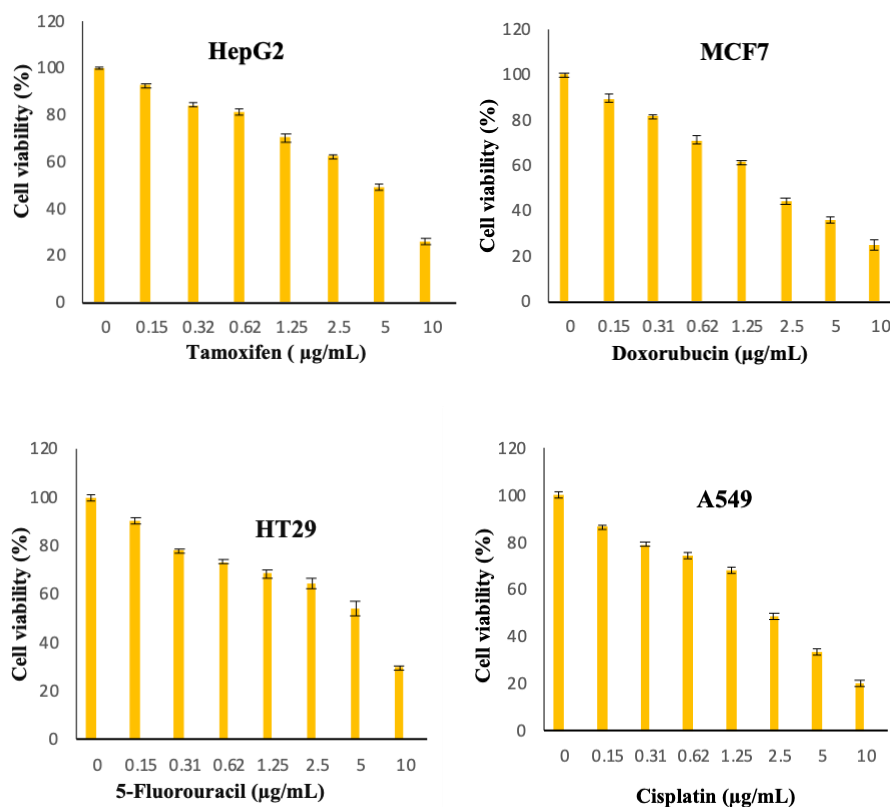 HepG2
Cell viability (%)
120
100
80
60
40
20
0
0 0.15 0.32 0.62 1.25 2.5 5 10
Tamoxifen ( µg/mL)
MCF7
Cell viability (%)
120
100
80
60
40
20
0
0 0.15 0.31 0.62 1.25 2.5 5 10
Doxorubucin (µg/mL)
HT29
Cell viability (%)
120
100
80
60
40
20
0
0 0.15 0.31 0.62 1.25 2.5 5 10
5-Fluorouracil (µg/mL)
A549
Cell viability (%)
120
100
80
60
40
20
0
0 0.15 0.31 0.62 1.25 2.5 5 10
Cisplatin (µg/mL)